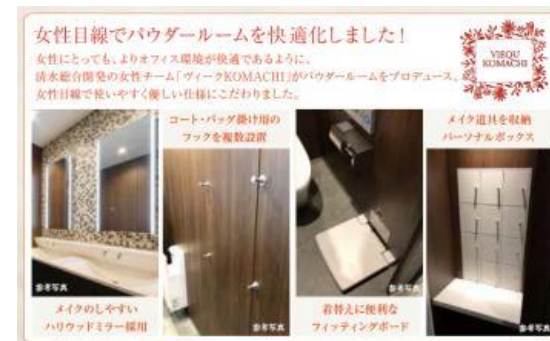 女性目線でパウダールームを快適化しました!
女性にとっても、よりオフィス環境が快適であるように、
清水総合開発の女性チーム「ヴィークKOMACHI」がパウダールームをプロデュース。
女性目線で使いやすく優しい仕様にこだわりました。
VIEQU
KOMACHI
コート・バッグ掛け用の
フックを複数設置
メイク道具を収納
パーソナルボックス
参考写真
参考写真
参考写真
参考写真
メイクのしやすい
ハリウッドミラー採用
着替えに便利な
フィッティングボード